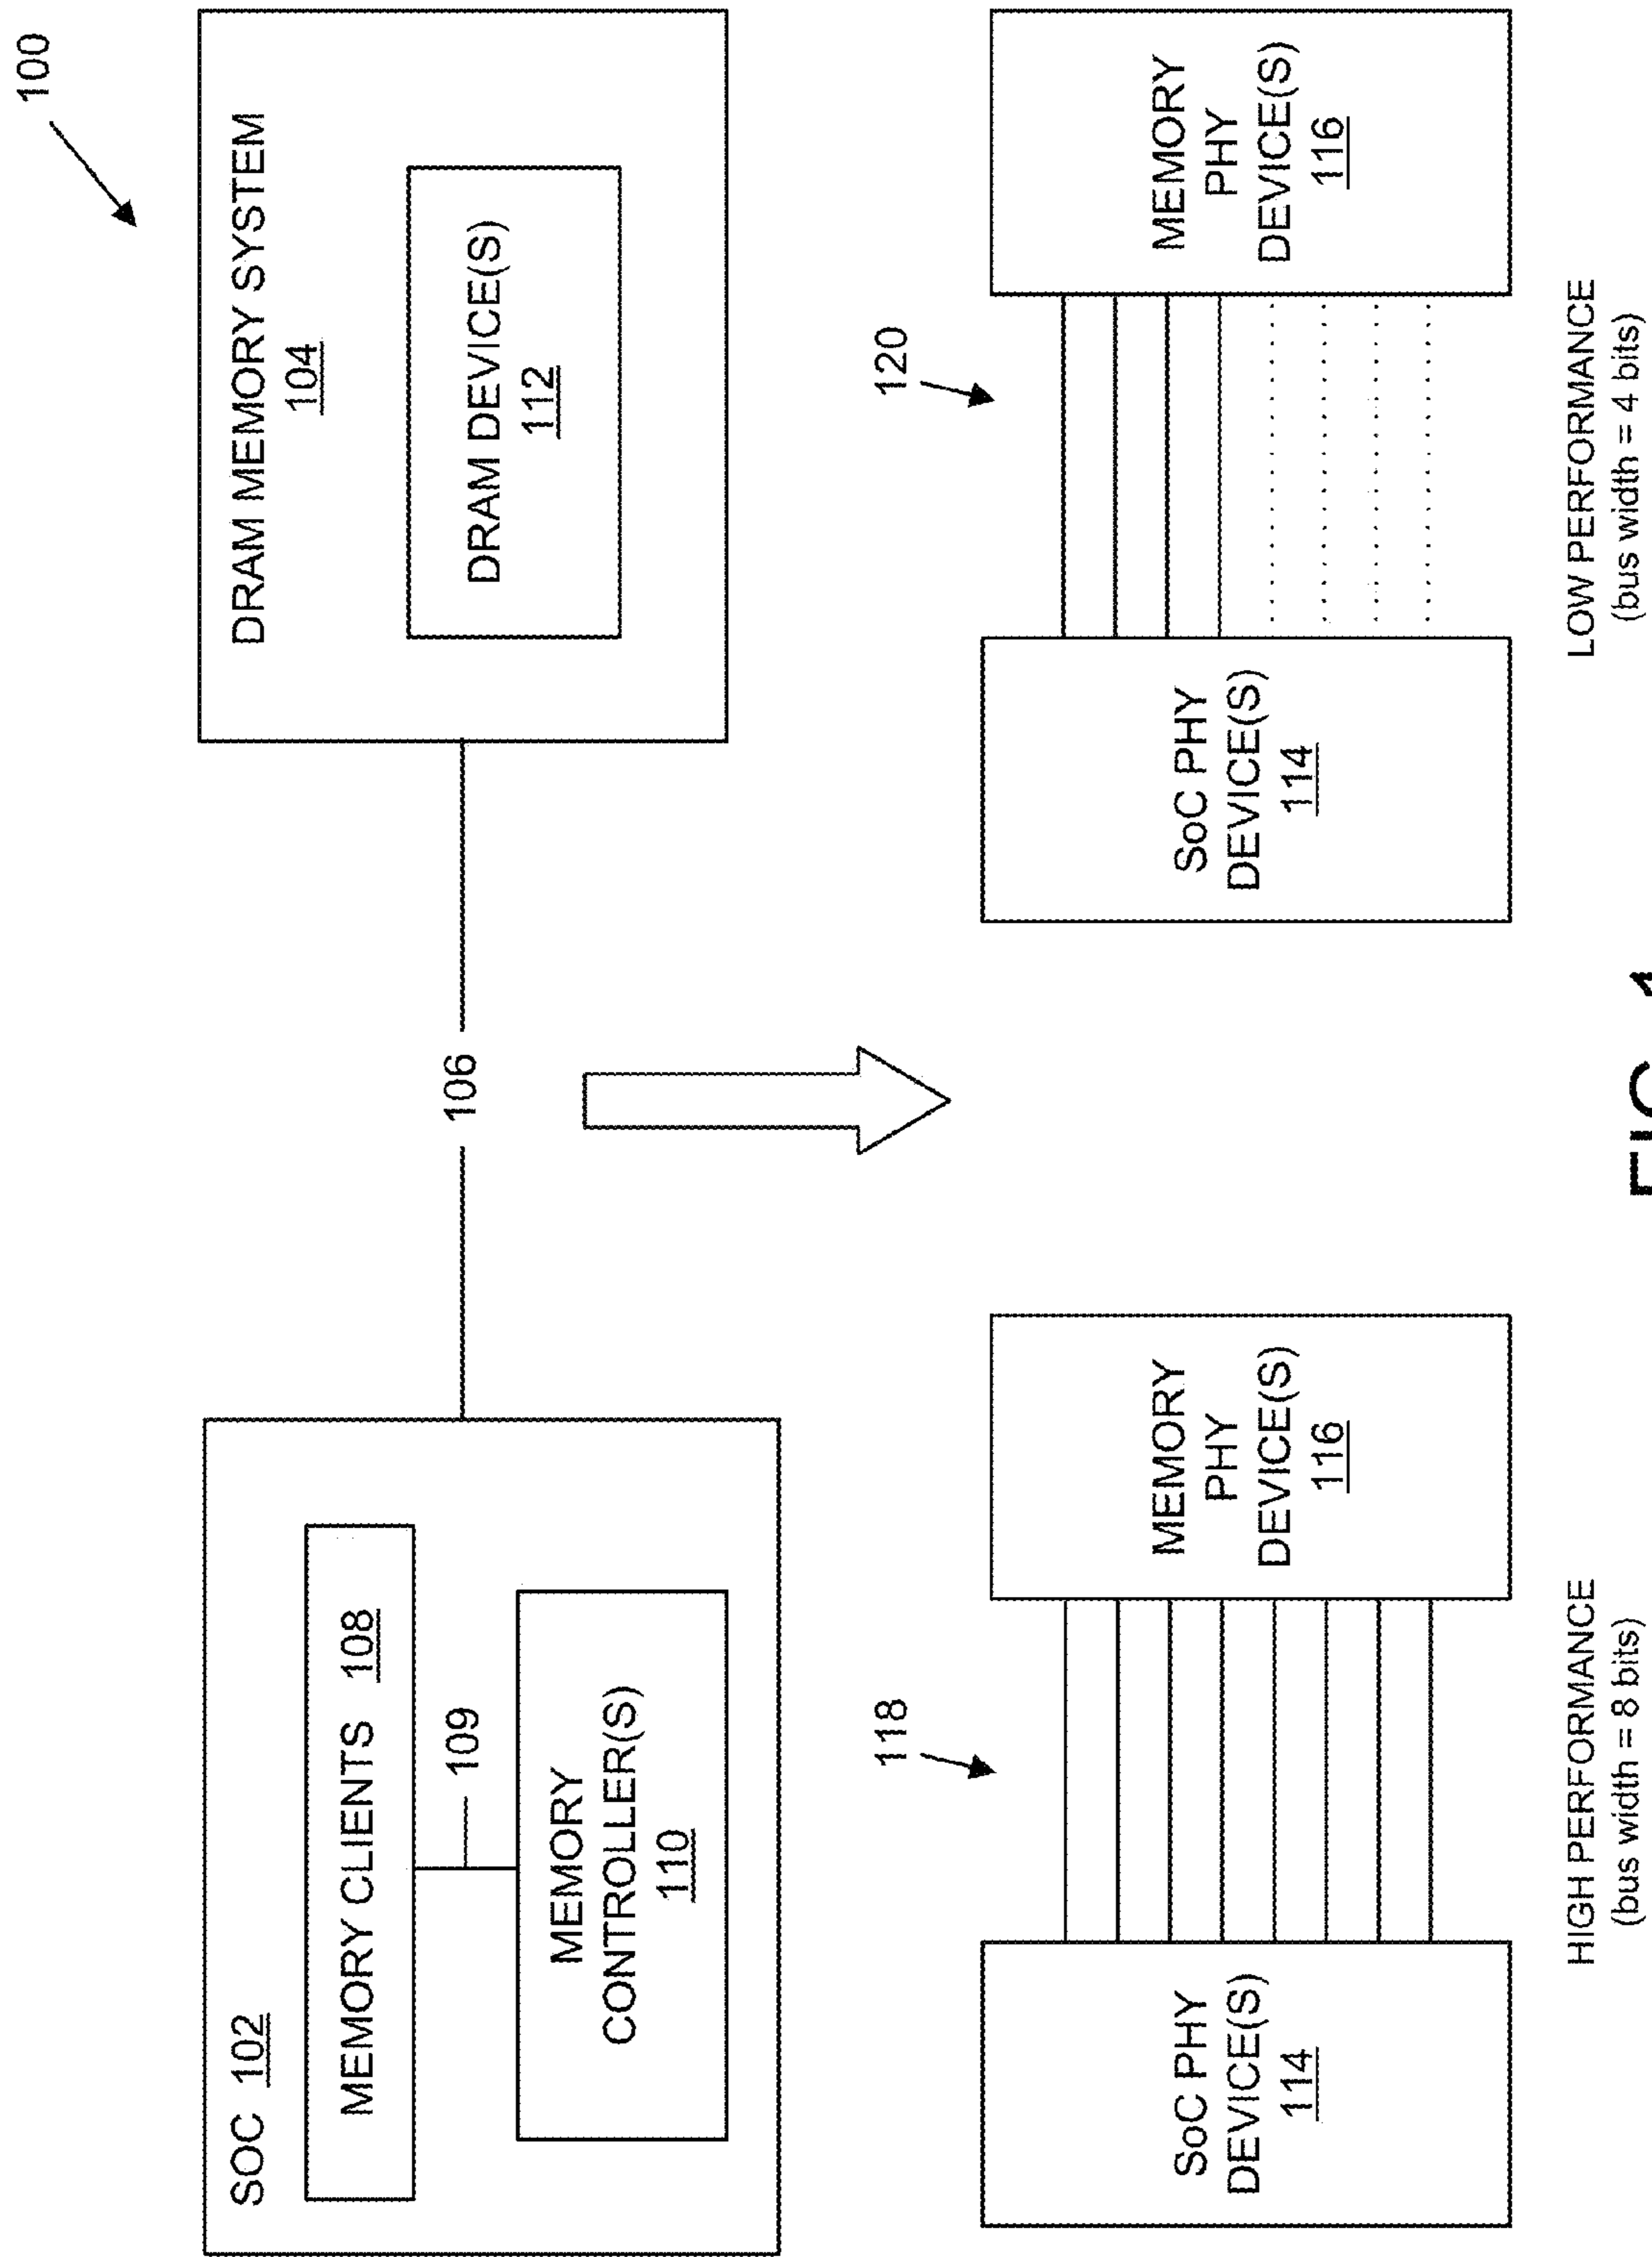 100
SOC 102
MEMORY CLIENTS 108
109
MEMORY
CONTROLLER(S)
110
106
DRAM MEMORY SYSTEM
104
DRAM DEVICE(S)
112
118
SoC PHY
DEVICE(S)
114
MEMORY
PHY
DEVICE(S)
116
HIGH PERFORMANCE
(bus width = 8 bits)
120
SoC PHY
DEVICE(S)
114
MEMORY
PHY
DEVICE(S)
116
LOW PERFORMANCE
(bus width = 4 bits)